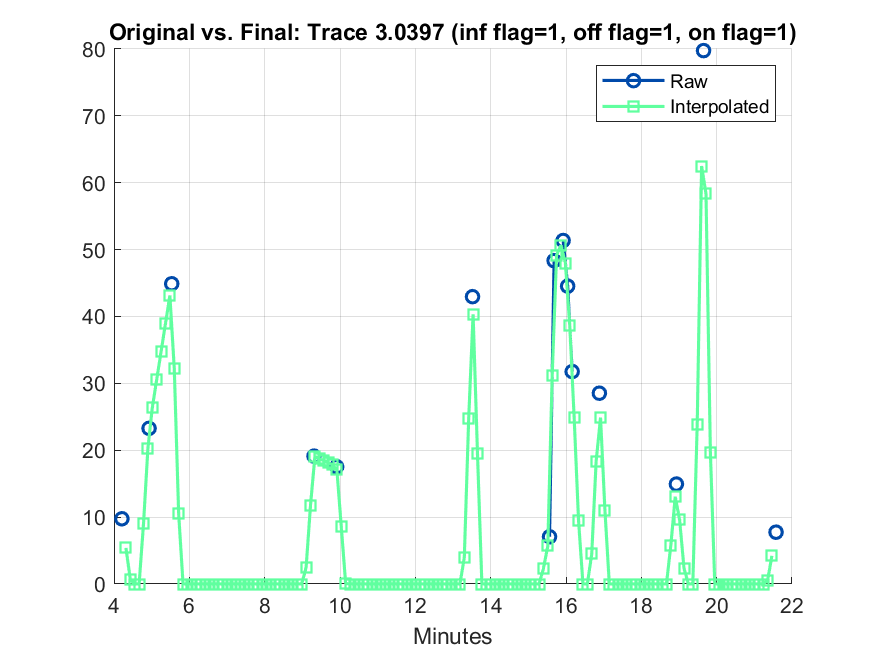 Original vs. Final: Trace 3.0397 (inf flag=1, off flag=1, on flag=1)
80
70
60
50
40
30
20
10
0
Raw
Interpolated
4 6 8 10 12 14 16 18 20 22
Minutes